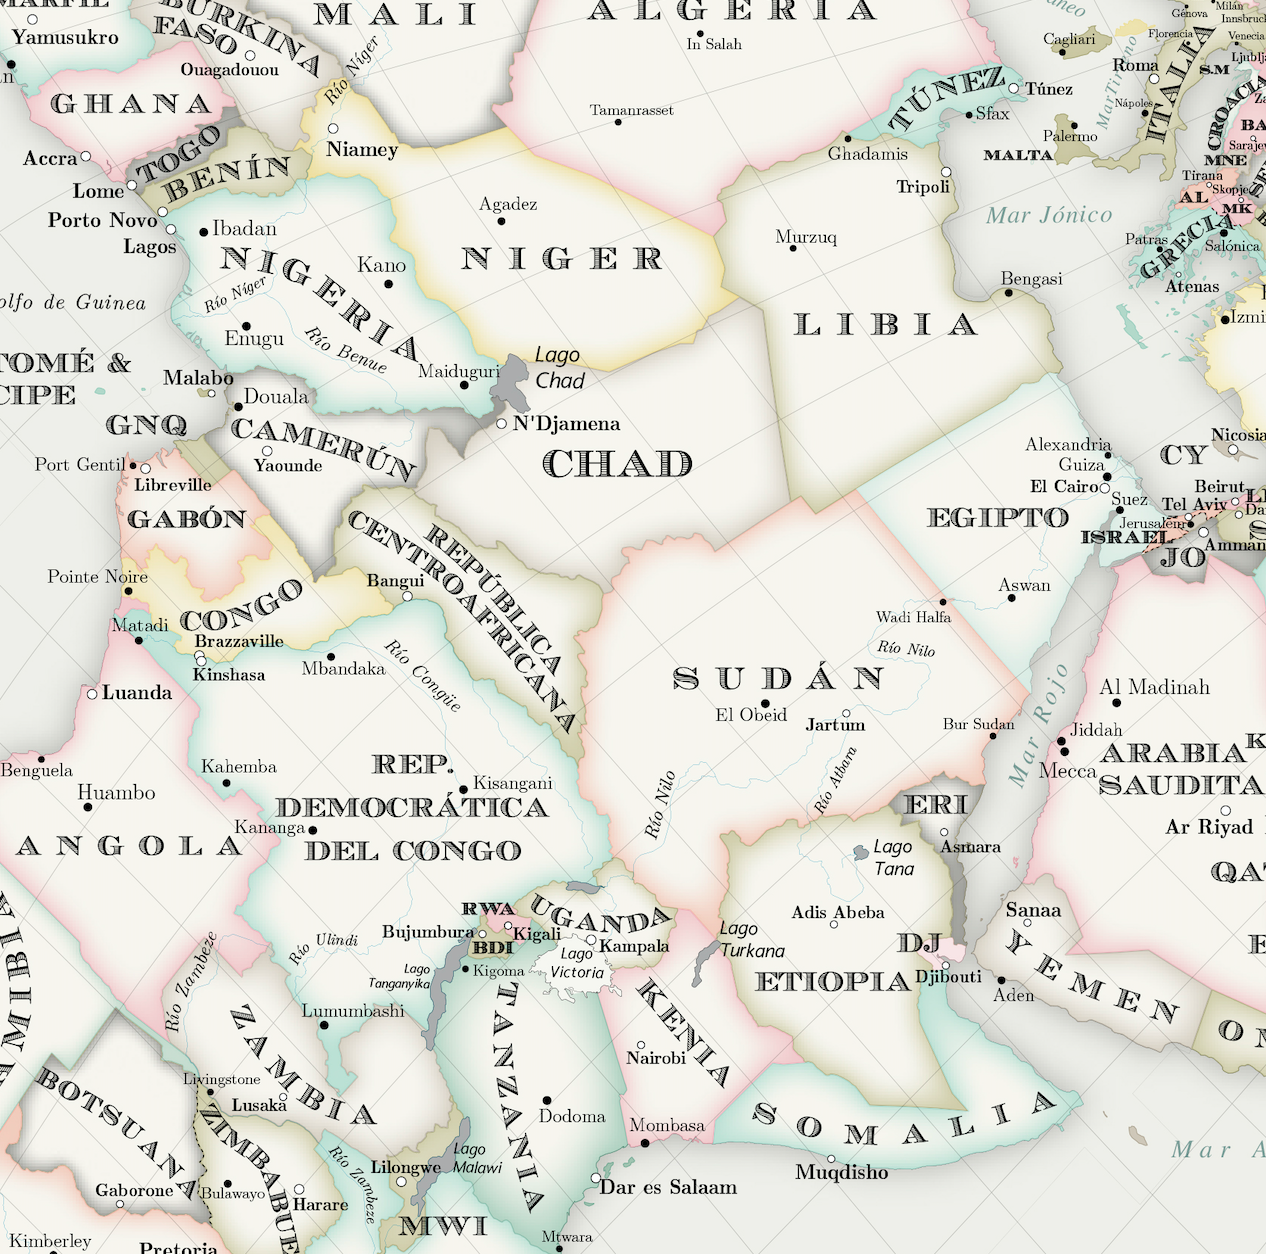 MARFIL
Yamusukro
BURKINA
FASO
Ouagadouou
MALI
Río Níger
ALGERIA
In Salah
Tamanrasset
GHANA
Accra
TOGO
Lome
BENÍN
Porto Novo
Lagos
Niamey
Ibadan
NIGERIA
Río Níger
Kano
Enugu
Río Benue
Maiduguri
Agadez
NIGER
Murzuq
LIBIA
TÚNEZ
Túnez
Sfax
Ghadamis
Tripoli
Bengasi
Cagliari
Roma
Mar Tirreno
Nápoles
Palermo
MALTA
Génova
Milán
Innsbruck
Florencia
Venecia
ITALIA
S.M
CROACIA
MNE
Tirana
Skopje
AL
MK
Mar Jónico
GRECIA
Patras
Salónica
Atenas
Izmi
Golfo de Guinea
TOMÉ &
CIPE
Malabo
GNQ
Douala
CAMERÚN
Yaounde
Lago
Chad
N'Djamena
CHAD
Port Gentil
Libreville
GABÓN
Pointe Noire
CONGO
Brazzaville
Matadi
Kinshasa
Bangui
REPÚBLICA
CENTROAFRICANA
Mbandaka
Río Congüe
Alexandria
Guiza
El Cairo
EGIPTO
Suez
Aswan
CY
Nicosia
Beirut
Tel Aviv
Jerusalem
ISRAEL
JO
Amman
Wadi Halfa
Río Nilo
SUDÁN
El Obeid
Jartum
Bur Sudan
Río Nilo
Río Atbara
Mar Rojo
Al Madinah
Jiddah
Mecca
ARABIA
SAUDITA
Ar Riyad
QAT
Luanda
Benguela
Huambo
ANGOLA
Kahemba
Kananga
REP.
DEMOCRÁTICA
DEL CONGO
Kisangani
ERI
Asmara
Lago
Tana
Adis Abeba
ETIOPIA
DJ
Djibouti
Sanaa
YEMEN
Aden
RWA
UGANDA
Bujumbura
Kigali
BDI
Kampala
Lago
Victoria
Lago
Turkana
Lago
Tanganyika
Kigoma
Río Ulindi
Río Zambeze
Lumumbashi
ZAMBIA
TANZANIA
Dodoma
KENIA
Nairobi
Mombasa
SOMALIA
Muqdisho
BOTSUANA
Livingstone
Lusaka
ZIMBABUE
Gaborone
Bulawayo
Harare
Río Zambeze
Lilongwe
Lago
Malawi
MWI
Dar es Salaam
Mtwara
Kimberley
Pretoria
Mar A